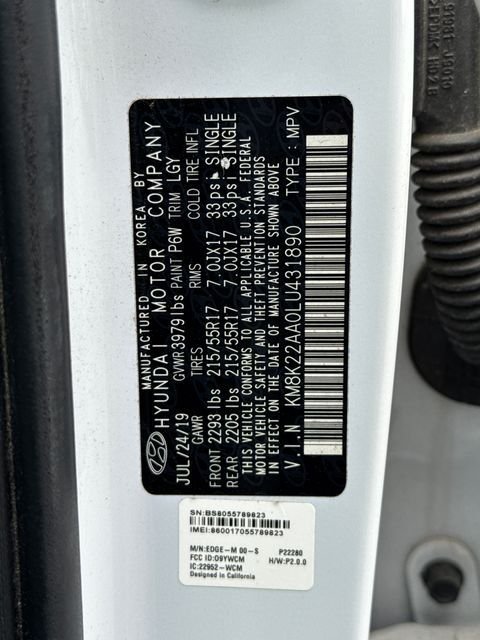 MANUFACTURED IN KOREA BY
HYUNDAI MOTOR COMPANY
JUL/24/19 GVWR 3979 lbs PAINT P6W TRIM LGY
GAWR TIRES RIMS COLD TIRE INFL
FRONT 2293 lbs 215/55R17 7.0JX17 33psi SINGLE
REAR 2205 lbs 215/55R17 7.0JX17 33psi SINGLE
THIS VEHICLE CONFORMS TO ALL APPLICABLE U.S.A. FEDERAL
MOTOR VEHICLE SAFETY AND THEFT PREVENTION STANDARDS
IN EFFECT ON THE DATE OF MANUFACTURE SHOWN ABOVE
V.I.N KM8K22AA0LU431890 TYPE : MPV
SN:BS8055789823
IMEI:860017055789823
M/N:EDGE-M 00-S P22280
FCC ID:O9YWCM H/W:P2.0.0
IC:22952-WCM
Designed in California